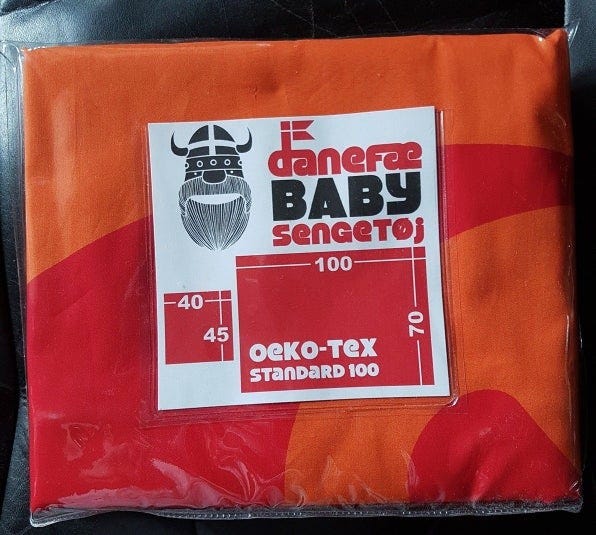 danefæ
BABY
sengetøj
100
40
45
70
oeko-tex
standard 100